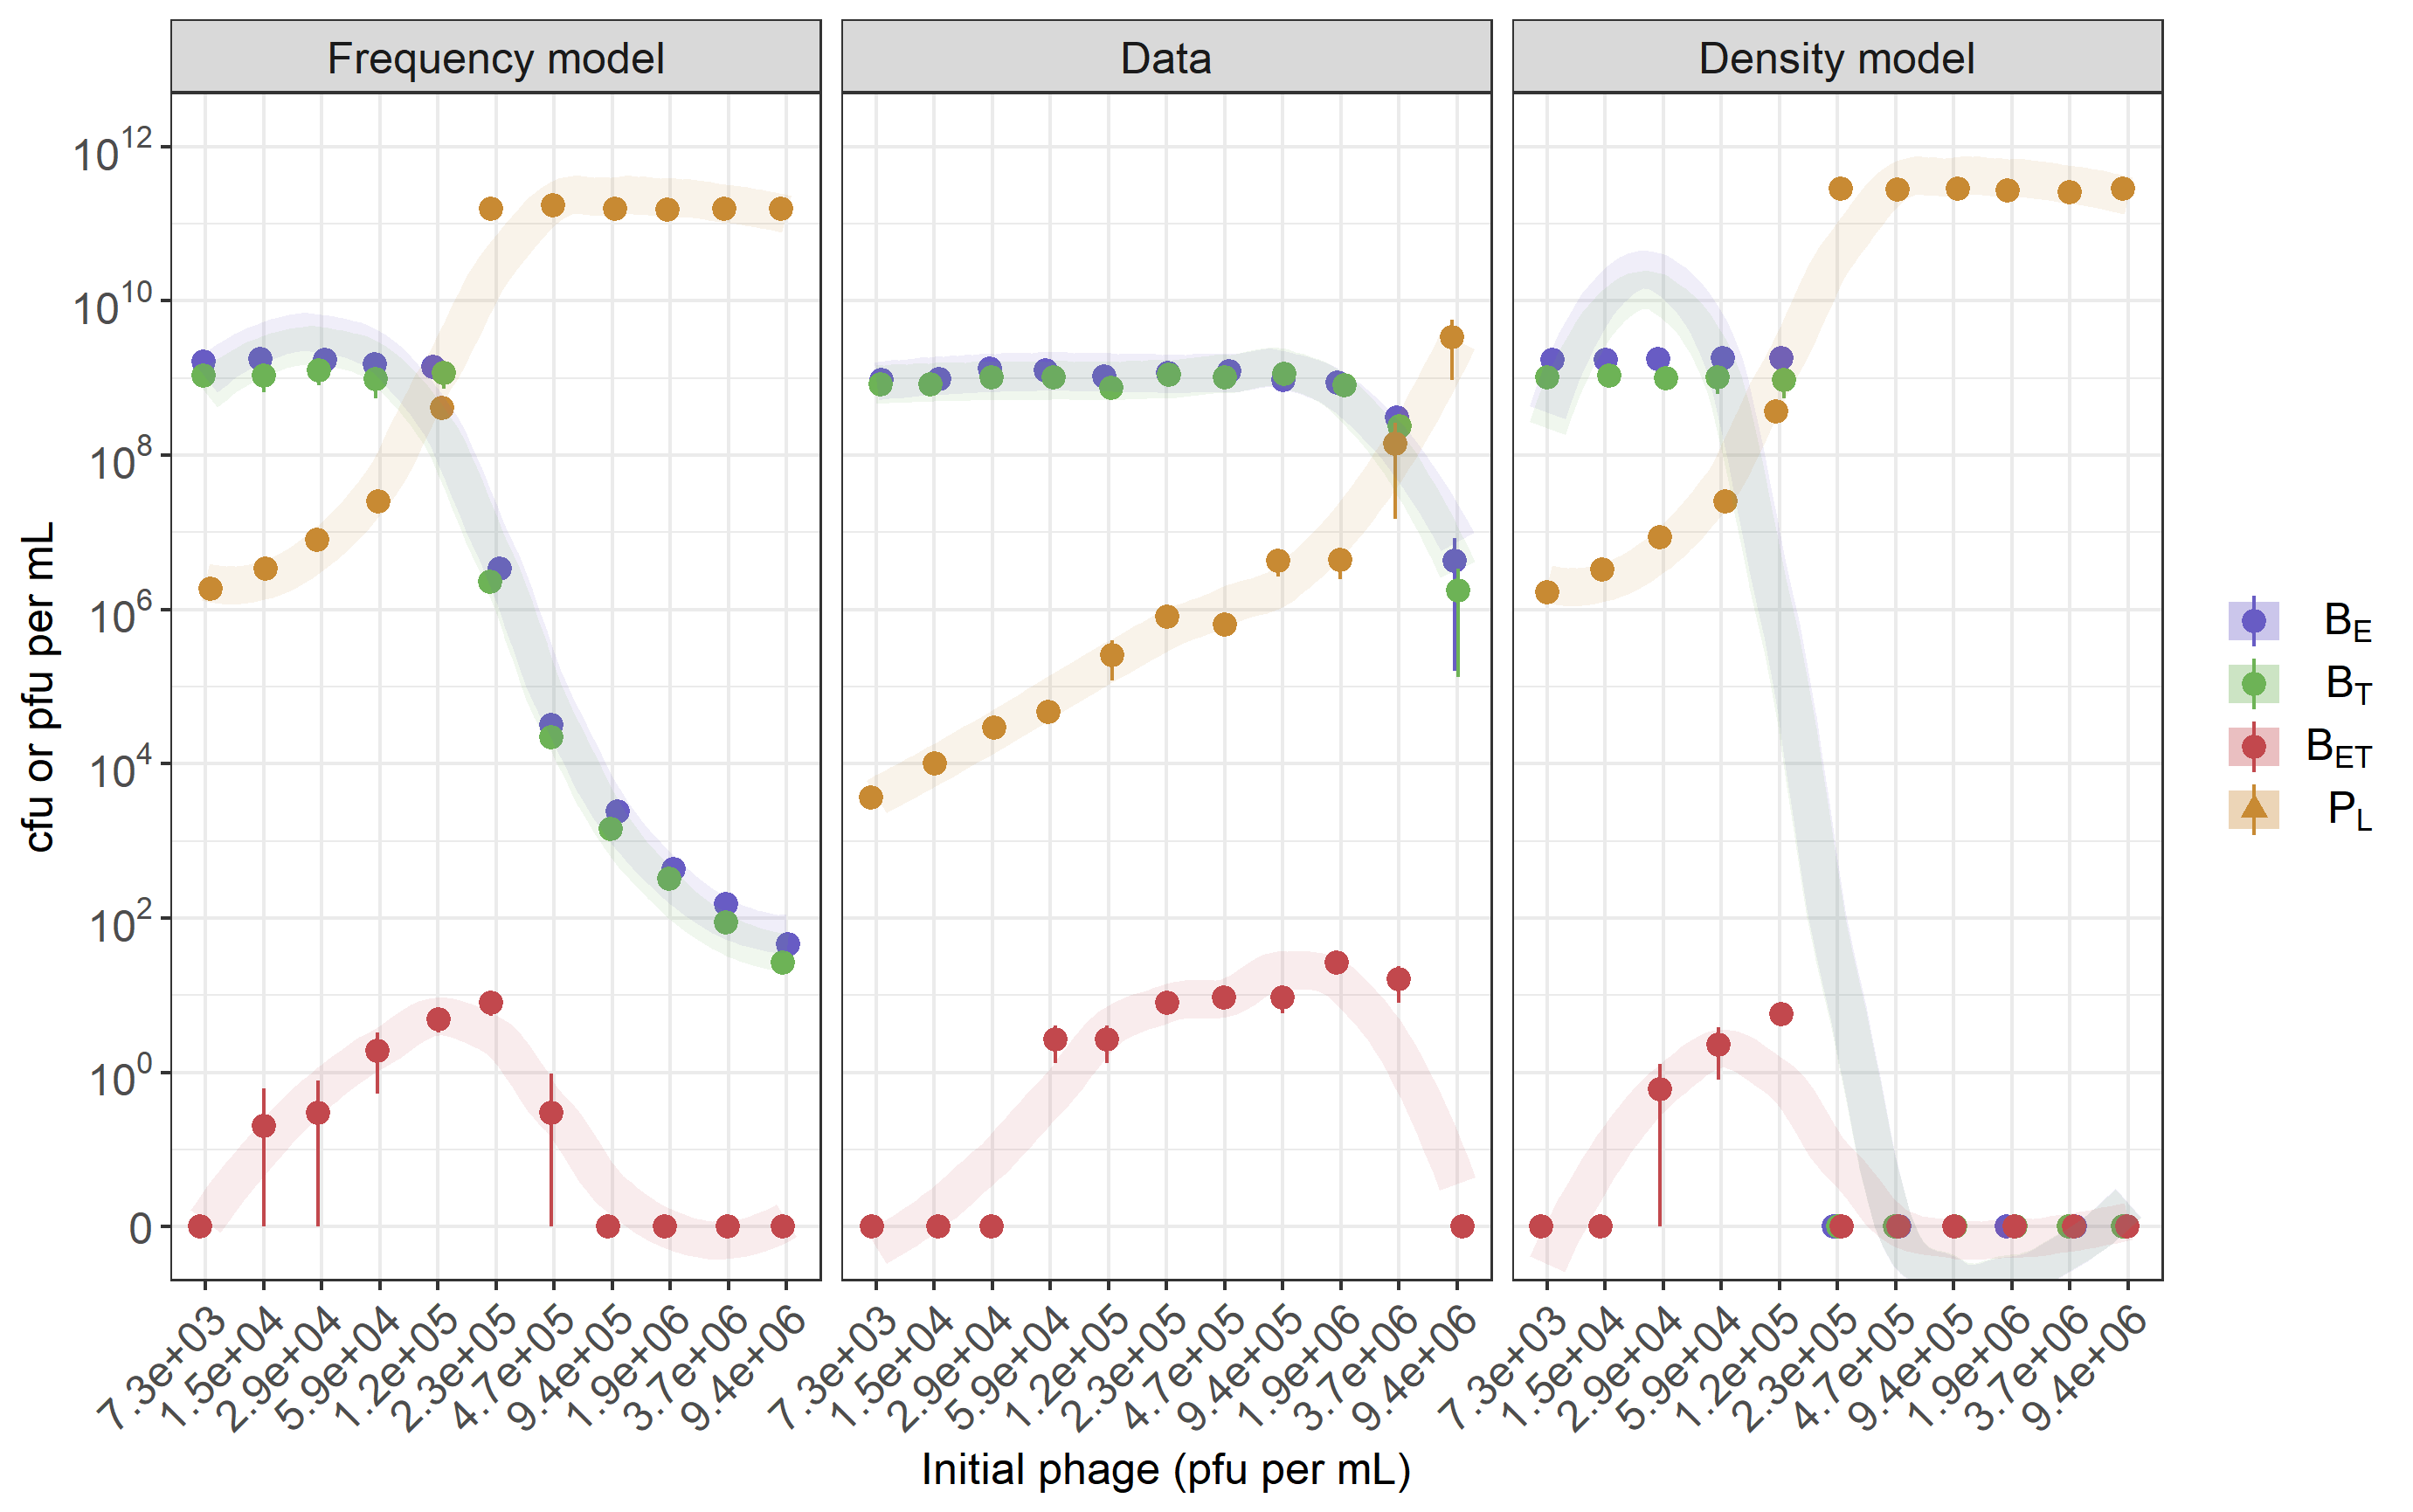 Frequency model Data Density model
10^12
10^10
10^8
10^6
10^4
10^2
10^0
0
cfu or pfu per mL
B_E
B_T
B_ET
P_L
7.3e+03 1.5e+04 2.9e+04 5.9e+04 1.2e+05 2.3e+05 4.7e+05 9.4e+05 1.9e+06 3.7e+06 9.4e+06
7.3e+03 1.5e+04 2.9e+04 5.9e+04 1.2e+05 2.3e+05 4.7e+05 9.4e+05 1.9e+06 3.7e+06 9.4e+06
7.3e+03 1.5e+04 2.9e+04 5.9e+04 1.2e+05 2.3e+05 4.7e+05 9.4e+05 1.9e+06 3.7e+06 9.4e+06
Initial phage (pfu per mL)